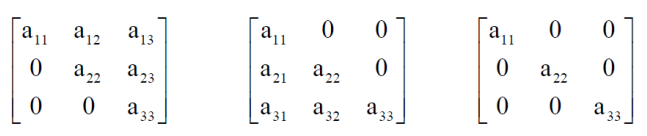 a₁₁ a₁₂ a₁₃ a₁₁ 0 0 a₁₁ 0 0
0 a₂₂ a₂₃ a₂₁ a₂₂ 0 0 a₂₂ 0
0 0 a₃₃ a₃₁ a₃₂ a₃₃ 0 0 a₃₃